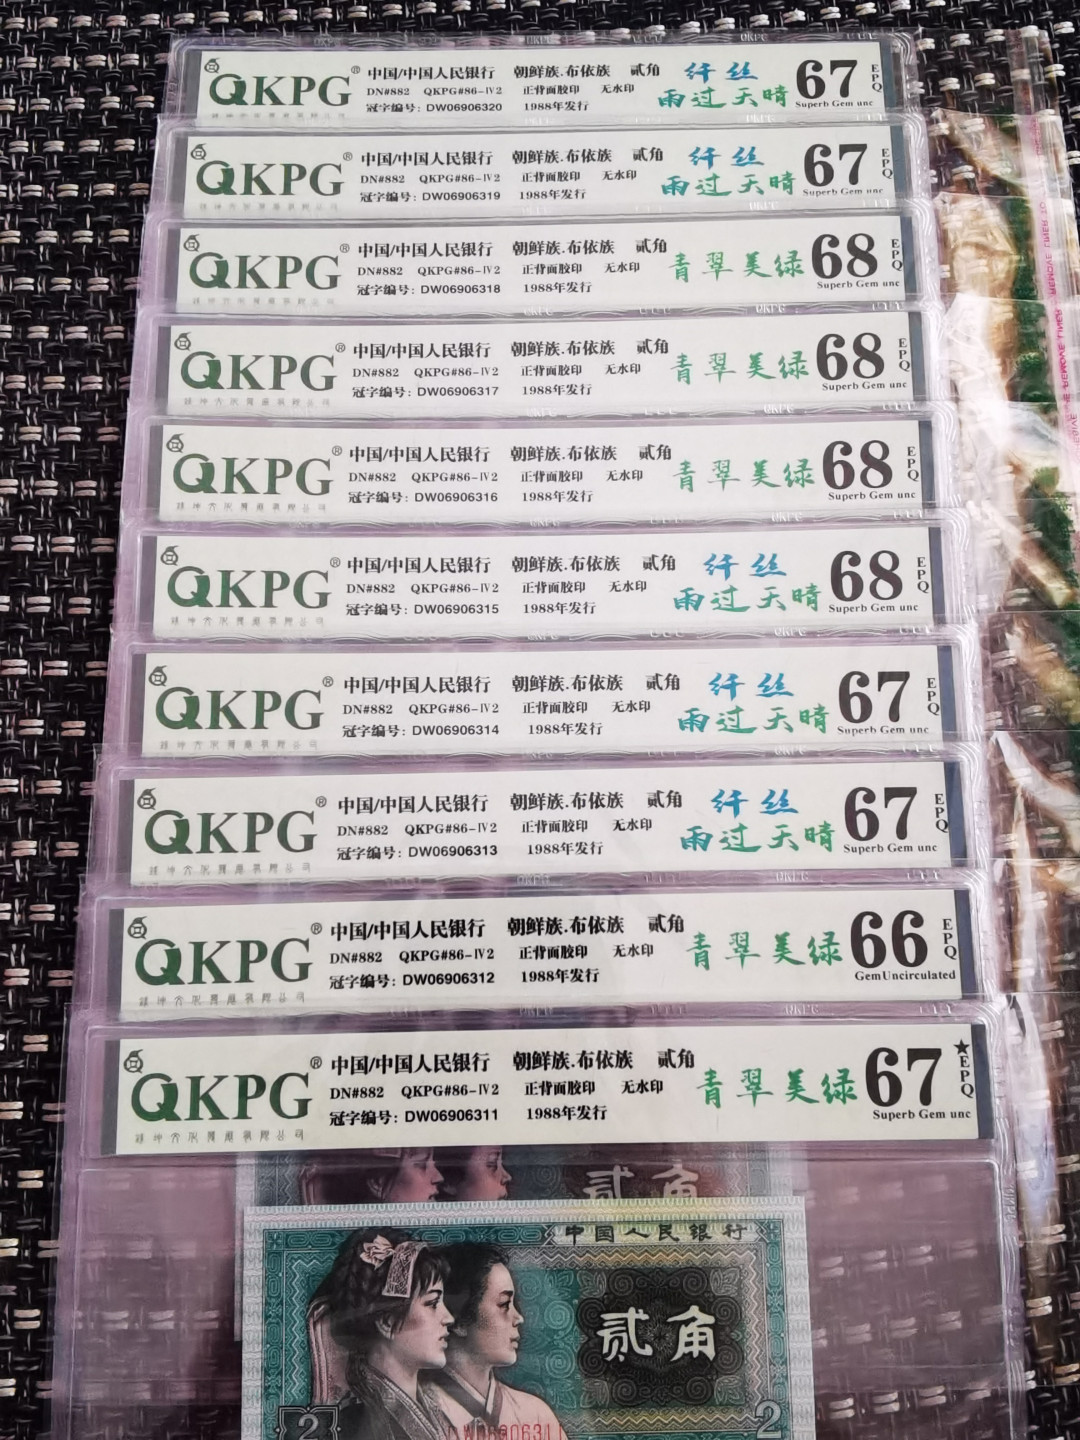 QKPG® 中国/中国人民银行 朝鲜族.布依族 贰角 纤丝 67 EPQ
DN#882 QKPG#86-IV2 正背面胶印 无水印 雨过天晴 Superb Gem unc
冠字编号: DW06906320 1988年发行
QKPG® 中国/中国人民银行 朝鲜族.布依族 贰角 纤丝 67 EPQ
DN#882 QKPG#86-IV2 正背面胶印 无水印 雨过天晴 Superb Gem unc
冠字编号: DW06906319 1988年发行
QKPG® 中国/中国人民银行 朝鲜族.布依族 贰角 青翠美绿 68 EPQ
DN#882 QKPG#86-IV2 正背面胶印 无水印 Superb Gem unc
冠字编号: DW06906318 1988年发行
QKPG® 中国/中国人民银行 朝鲜族.布依族 贰角 青翠美绿 68 EPQ
DN#882 QKPG#86-IV2 正背面胶印 无水印 Superb Gem unc
冠字编号: DW06906317 1988年发行
QKPG® 中国/中国人民银行 朝鲜族.布依族 贰角 青翠美绿 68 EPQ
DN#882 QKPG#86-IV2 正背面胶印 无水印 Superb Gem unc
冠字编号: DW06906316 1988年发行
QKPG® 中国/中国人民银行 朝鲜族.布依族 贰角 纤丝 68 EPQ
DN#882 QKPG#86-IV2 正背面胶印 无水印 雨过天晴 Superb Gem unc
冠字编号: DW06906315 1988年发行
QKPG® 中国/中国人民银行 朝鲜族.布依族 贰角 纤丝 67 EPQ
DN#882 QKPG#86-IV2 正背面胶印 无水印 雨过天晴 Superb Gem unc
冠字编号: DW06906314 1988年发行
QKPG® 中国/中国人民银行 朝鲜族.布依族 贰角 纤丝 67 EPQ
DN#882 QKPG#86-IV2 正背面胶印 无水印 雨过天晴 Superb Gem unc
冠字编号: DW06906313 1988年发行
QKPG® 中国/中国人民银行 朝鲜族.布依族 贰角 青翠美绿 66 EPQ
DN#882 QKPG#86-IV2 正背面胶印 无水印 Gem Uncirculated
冠字编号: DW06906312 1988年发行
QKPG® 中国/中国人民银行 朝鲜族.布依族 贰角 青翠美绿 67 ★EPQ
DN#882 QKPG#86-IV2 正背面胶印 无水印 Superb Gem unc
冠字编号: DW06906311 1988年发行
贰角
中国人民银行
贰角
2 DW06906311 2